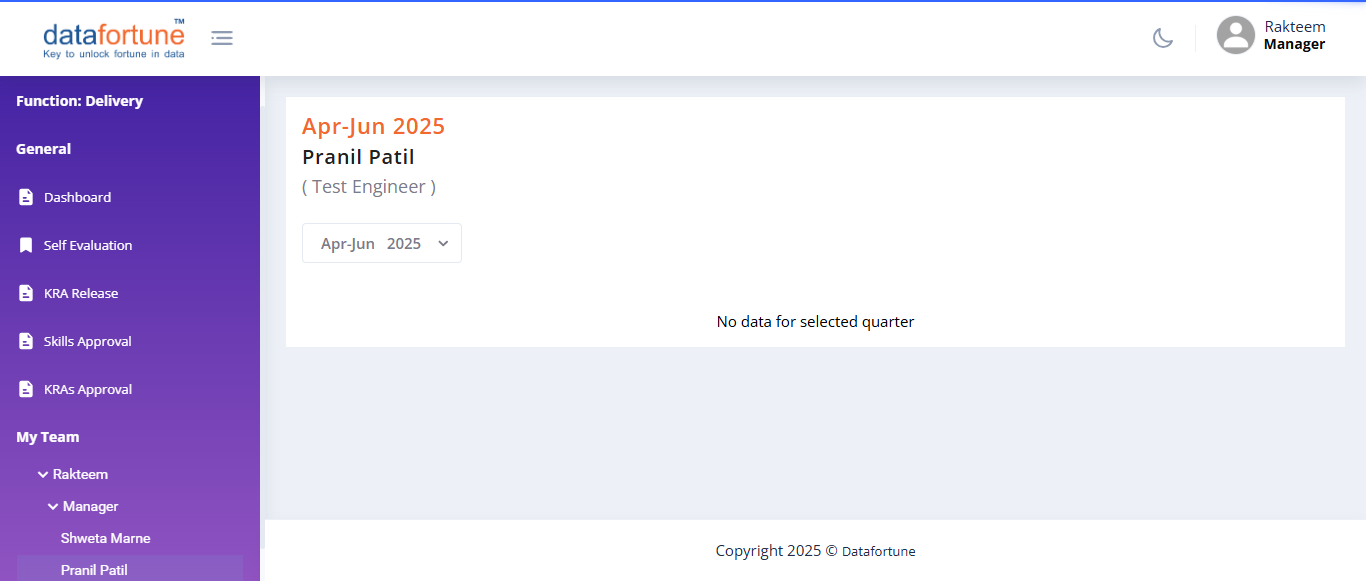 datafortune™
Key to unlock fortune in data
Rakteem
Manager
Function: Delivery
General
Dashboard
Self Evaluation
KRA Release
Skills Approval
KRAs Approval
My Team
Rakteem
Manager
Shweta Marne
Pranil Patil
Apr-Jun 2025
Pranil Patil
( Test Engineer )
Apr-Jun 2025
No data for selected quarter
Copyright 2025 © Datafortune